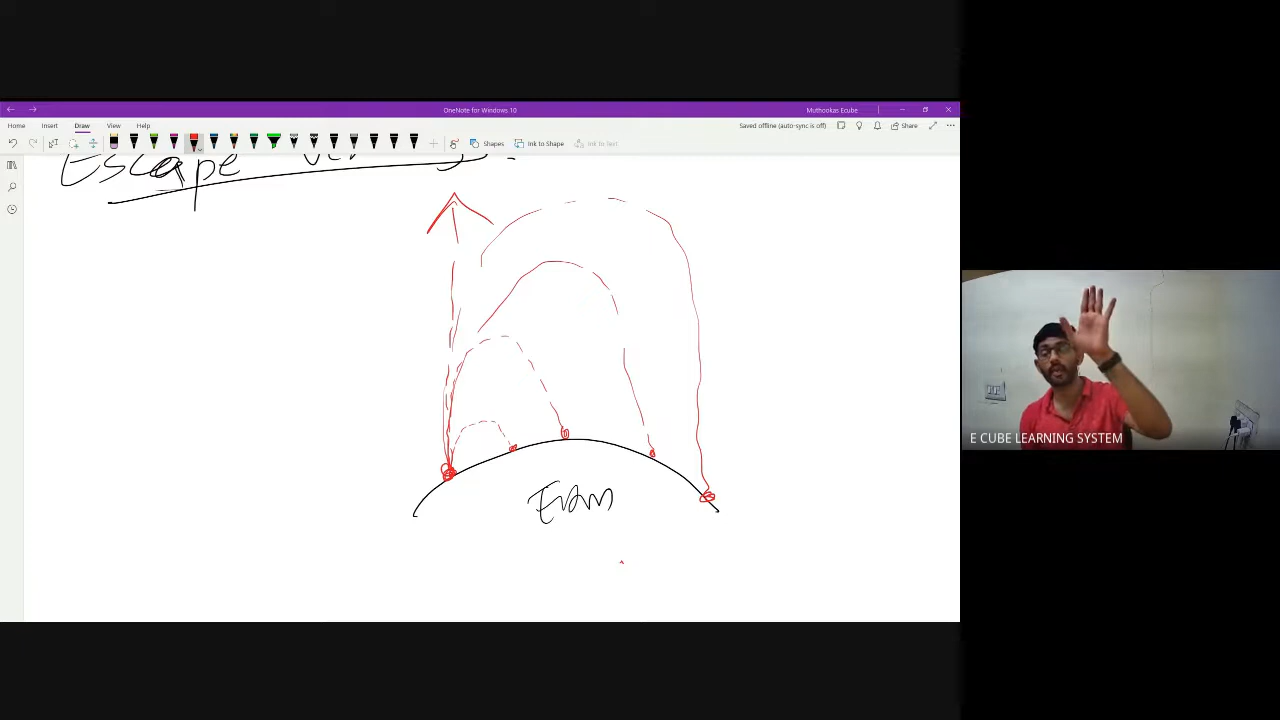 OneNote for Windows 10
Muthookas Ecube
Home Insert Draw View Help
Saved offline (auto-sync is off)
Share
Shapes
Ink to Shape
Ink to Text
Escape
E CUBE LEARNING SYSTEM